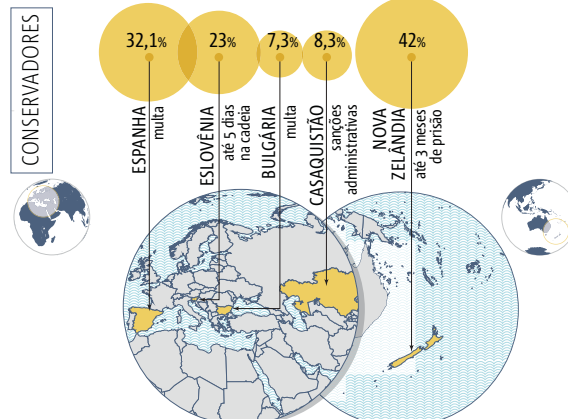 CONSERVADORES
32,1%
23%
7,3%
8,3%
42%
ESPANHA
multa
ESLOVÊNIA
até 5 dias
na cadeia
BULGÁRIA
multa
CASAQUISTÃO
sanções
administrativas
NOVA
ZELÂNDIA
até 3 meses
de prisão